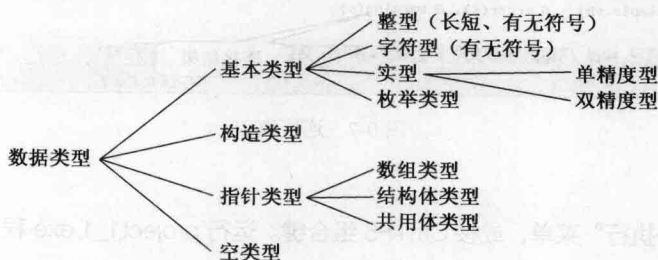 整型（长短、有无符号）
字符型（有无符号）
基本类型
实型
单精度型
枚举类型
双精度型
构造类型
数据类型
数组类型
指针类型
结构体类型
共用体类型
空类型